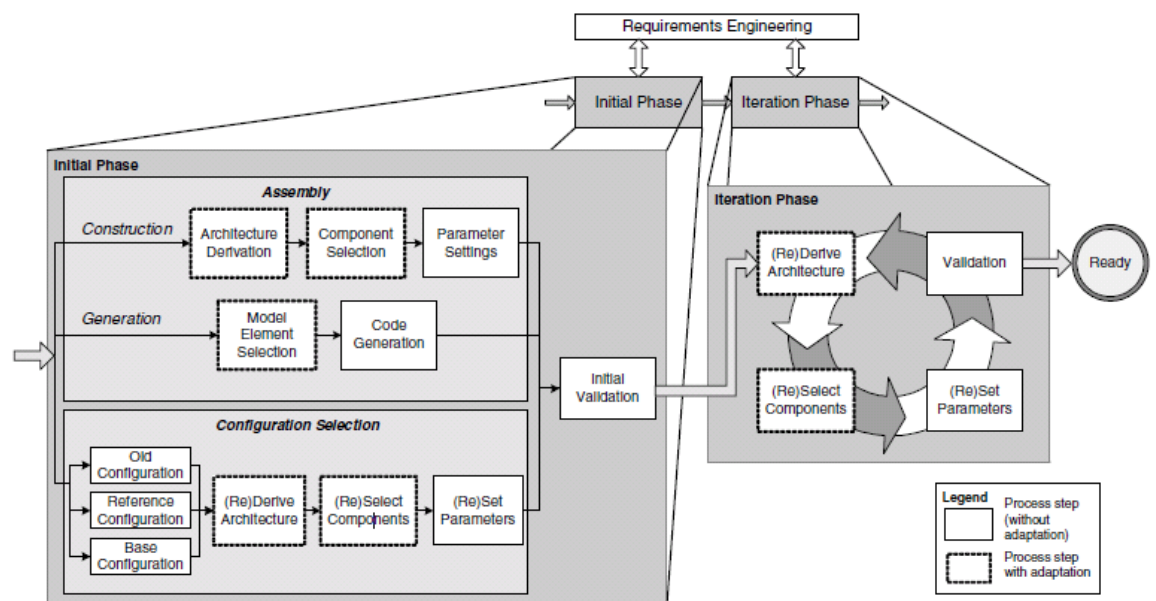 Requirements Engineering
Initial Phase
Iteration Phase
Initial Phase
Assembly
Construction
Architecture
Derivation
Component
Selection
Parameter
Settings
Generation
Model
Element
Selection
Code
Generation
Initial
Validation
Configuration Selection
Old
Configuration
Reference
Configuration
Base
Configuration
(Re)Derive
Architecture
(Re)Select
Components
(Re)Set
Parameters
Iteration Phase
(Re)Derive
Architecture
Validation
Ready
(Re)Select
Components
(Re)Set
Parameters
Legend
Process step
(without
adaptation)
Process step
with adaptation